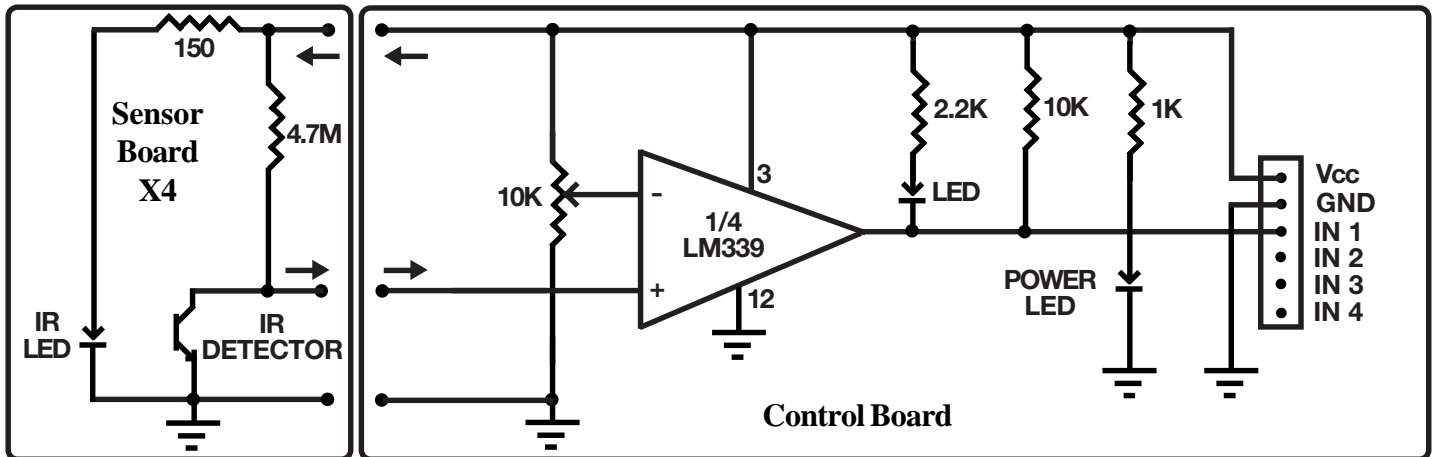 150
Sensor
Board
X4
4.7M
IR
LED
IR
DETECTOR
10K
-
+
1/4
LM339
3
12
2.2K
LED
10K
1K
POWER
LED
Vcc
GND
IN 1
IN 2
IN 3
IN 4
Control Board